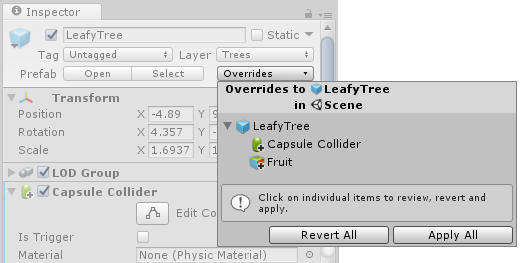 Inspector
LeafyTree
Static
Tag Untagged Layer Trees
Prefab Open Select Overrides
Overrides to LeafyTree
in Scene
LeafyTree
Capsule Collider
Fruit
Click on individual items to review, revert and
apply.
Revert All Apply All
Transform
Position X -4.89 Y 9
Rotation X 4.357 Y
Scale X 1.6937 Y 1
LOD Group
Capsule Collider
Edit Co
Is Trigger
Material None (Physic Material)